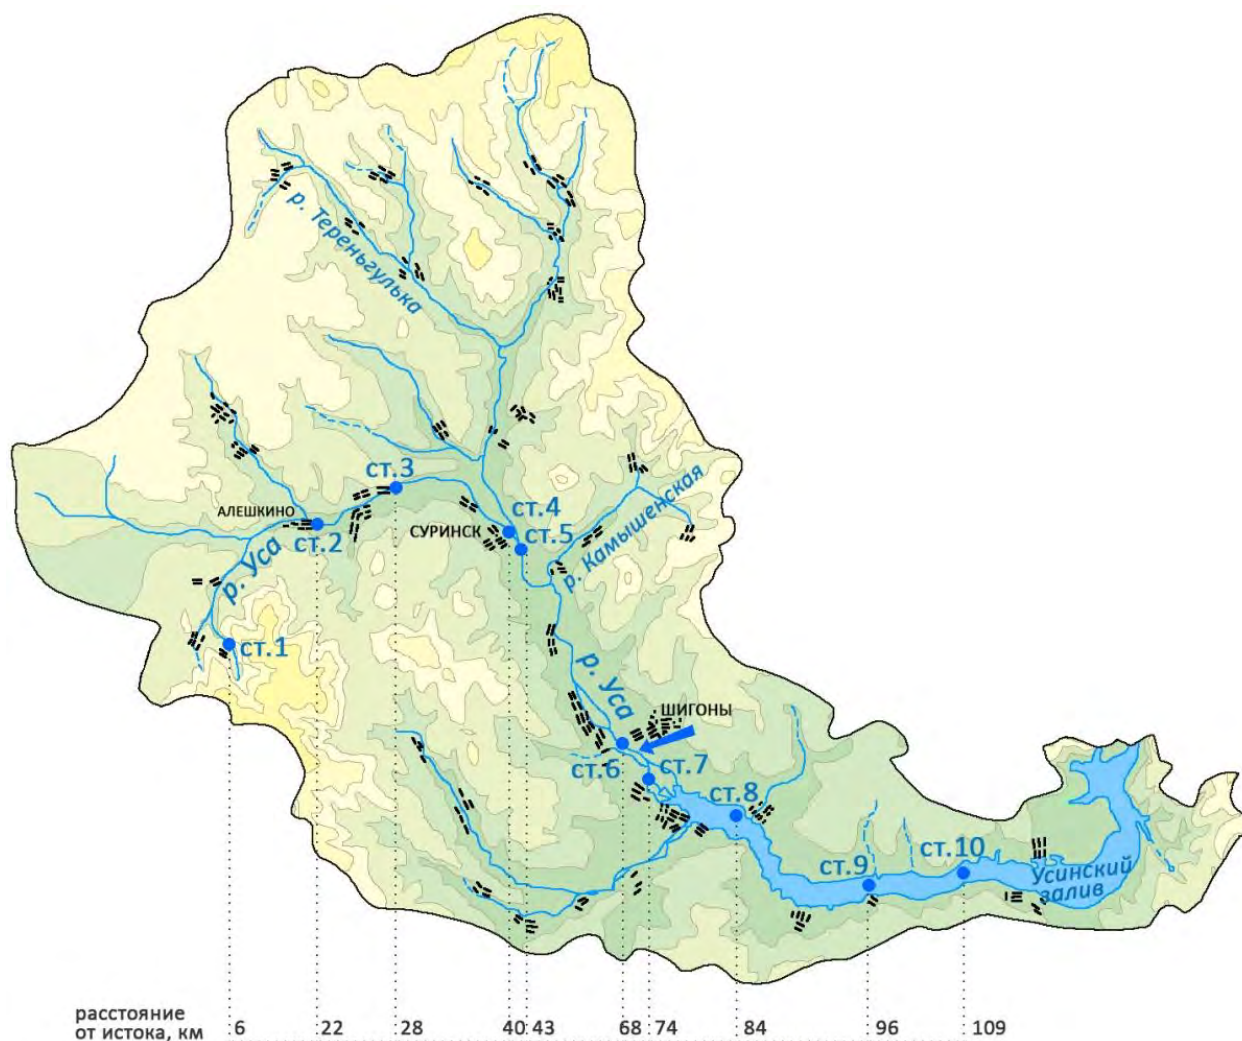 р. Тереньгулька
ст.3
АЛЕШКИНО
ст.2
ст.4
СУРИНСК
ст.5
р. Камышенская
р. Уса
ст.1
р. Уса
ШИГОНЫ
ст.6
ст.7
ст.8
ст.9
ст.10
Усинский
залив
расстояние
от истока, км
6 22 28 40 43 68 74 84 96 109